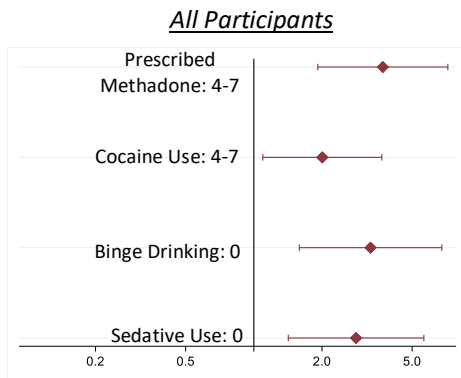 All Participants
Prescribed
Methadone: 4-7
Cocaine Use: 4-7
Binge Drinking: 0
Sedative Use: 0
0.2 0.5 2.0 5.0